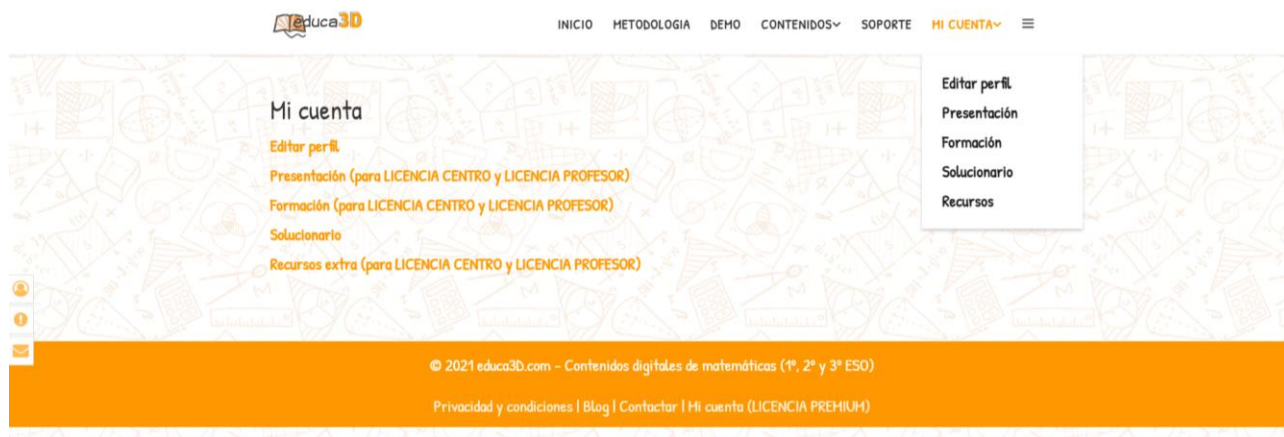 educa3D
INICIO METODOLOGIA DEMO CONTENIDOS SOPORTE MI CUENTA
Editar perfil
Presentación
Formación
Solucionario
Recursos
Mi cuenta
Editar perfil
Presentación (para LICENCIA CENTRO y LICENCIA PROFESOR)
Formación (para LICENCIA CENTRO y LICENCIA PROFESOR)
Solucionario
Recursos extra (para LICENCIA CENTRO y LICENCIA PROFESOR)
© 2021 educa3D.com - Contenidos digitales de matemáticas (1º, 2º y 3º ESO)
Privacidad y condiciones | Blog | Contactar | Mi cuenta (LICENCIA PREMIUM)